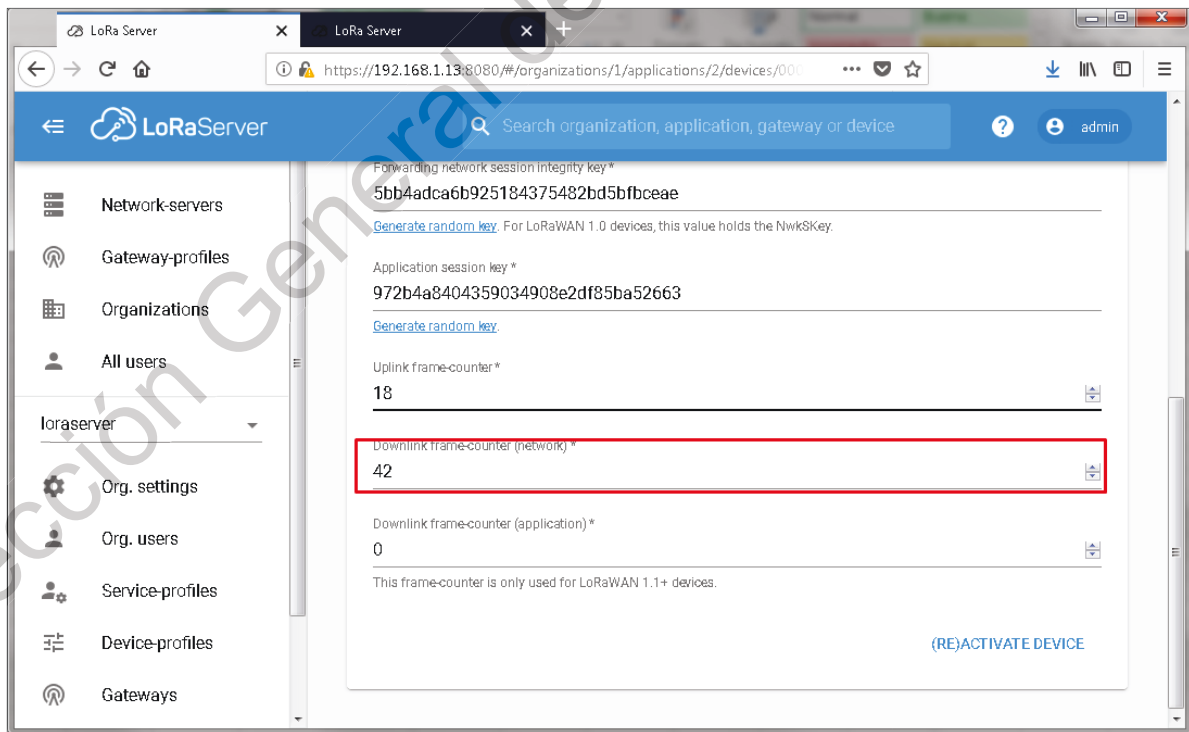 LoRa Server
LoRa Server
https://192.168.1.13:8080/#/organizations/1/applications/2/devices/000
LoRaServer
Search organization, application, gateway or device
? admin
Network-servers
Gateway-profiles
Organizations
All users
loraserver
Org. settings
Org. users
Service-profiles
Device-profiles
Gateways
Forwarding network session integrity key *
5bb4adca6b925184375482bd5bfbceae
Generate random key. For LoRaWAN 1.0 devices, this value holds the NwkSKey.
Application session key *
972b4a8404359034908e2df85ba52663
Generate random key.
Uplink frame-counter *
18
Downlink frame-counter (network) *
42
Downlink frame-counter (application) *
0
This frame-counter is only used for LoRaWAN 1.1+ devices.
(RE)ACTIVATE DEVICE
ección General de